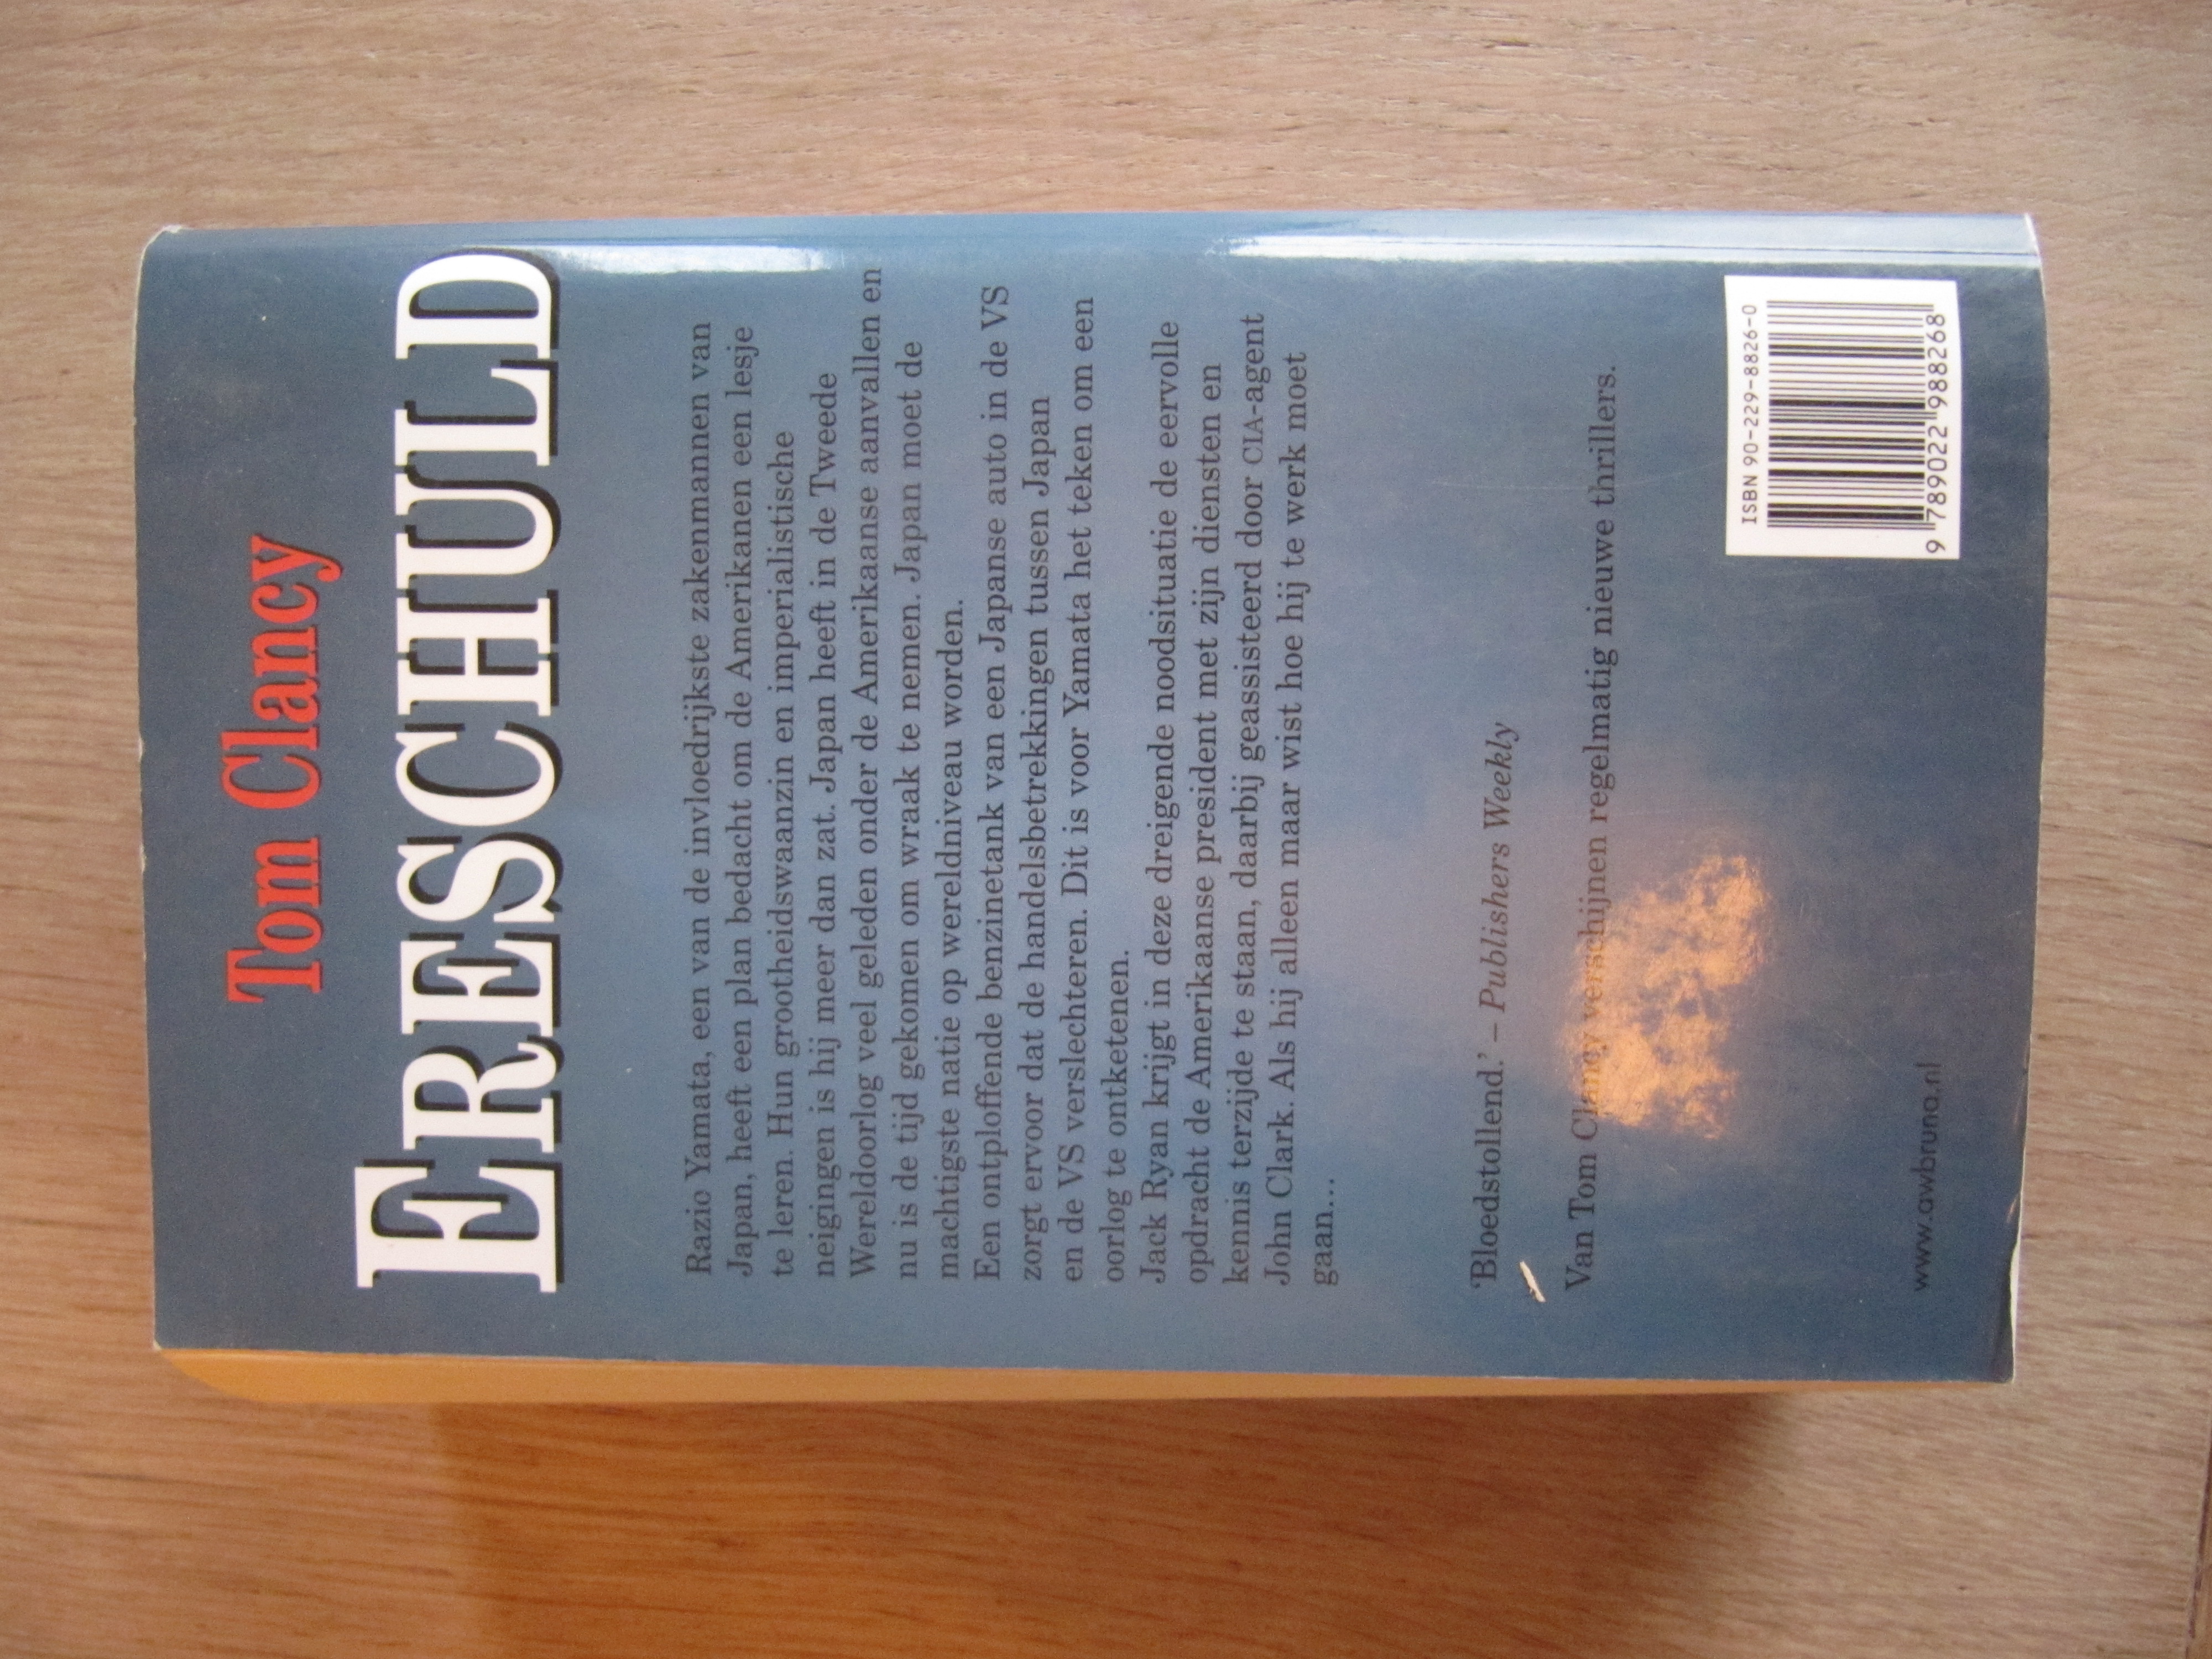 Tom Clancy
ERESCHULD
Razio Yamata, een van de invloedrijkste zakenmannen van
Japan, heeft een plan bedacht om de Amerikanen een lesje
te leren. Hun grootheidswaanzin en imperialistische
neigingen is hij meer dan zat. Japan heeft in de Tweede
Wereldoorlog veel geleden onder de Amerikaanse aanvallen en
nu is de tijd gekomen om wraak te nemen. Japan moet de
machtigste natie op wereldniveau worden.
Een ontploffende benzinetank van een Japanse auto in de VS
zorgt ervoor dat de handelsbetrekkingen tussen Japan
en de VS verslechteren. Dit is voor Yamata het teken om een
oorlog te ontketenen.
Jack Ryan krijgt in deze dreigende noodsituatie de eervolle
opdracht de Amerikaanse president met zijn diensten en
kennis terzijde te staan, daarbij geassisteerd door CIA-agent
John Clark. Als hij alleen maar wist hoe hij te werk moet
gaan...
‘Bloedstollend.’ – Publishers Weekly
Van Tom Clancy verschijnen regelmatig nieuwe thrillers.
www.awbruna.nl
ISBN 90-229-8826-0
9 789022 988268